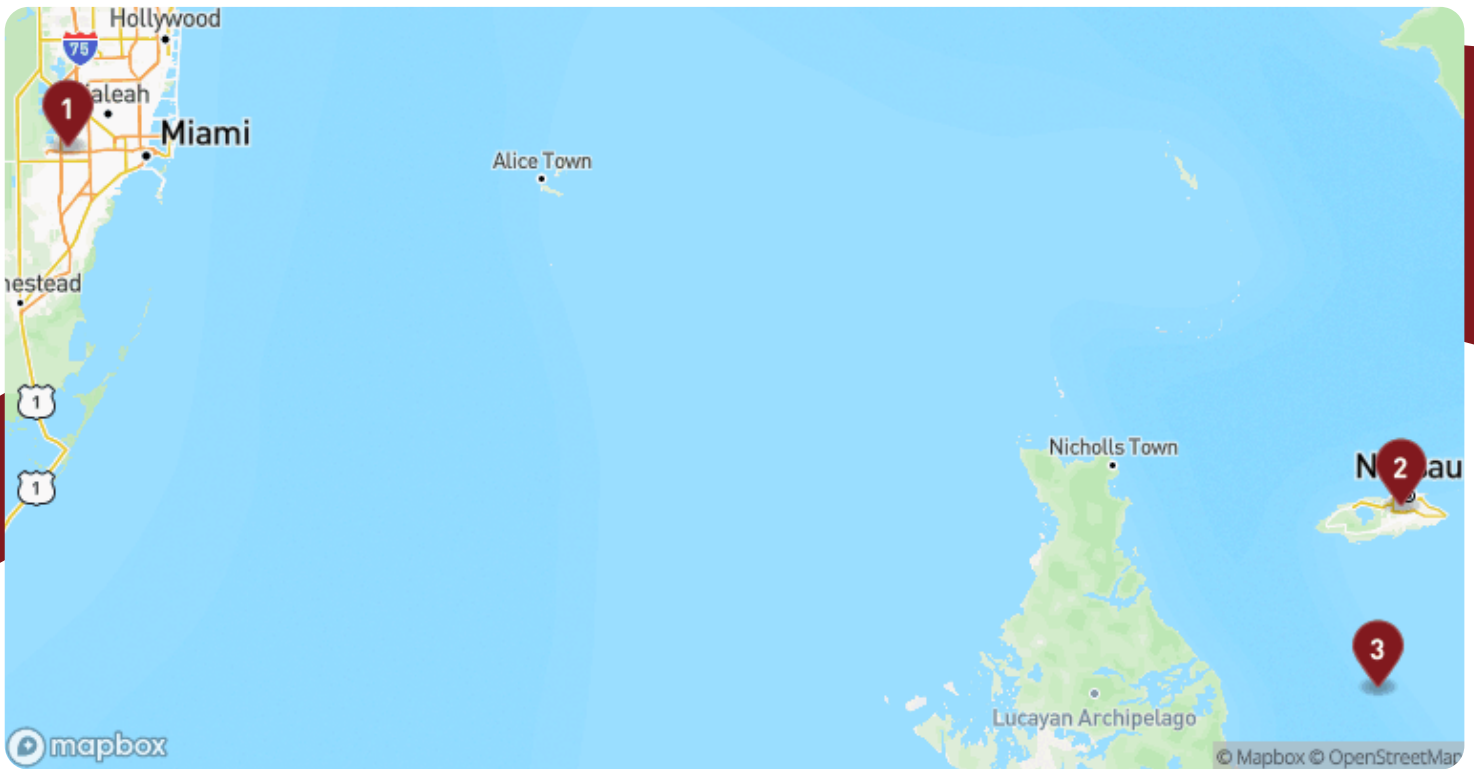 Hollywood
75
aleah
1
Miami
Alice Town
nestead
1
Nicholls Town
N au
2
1
3
Lucayan Archipelago
mapbox
© Mapbox © OpenStreetMap